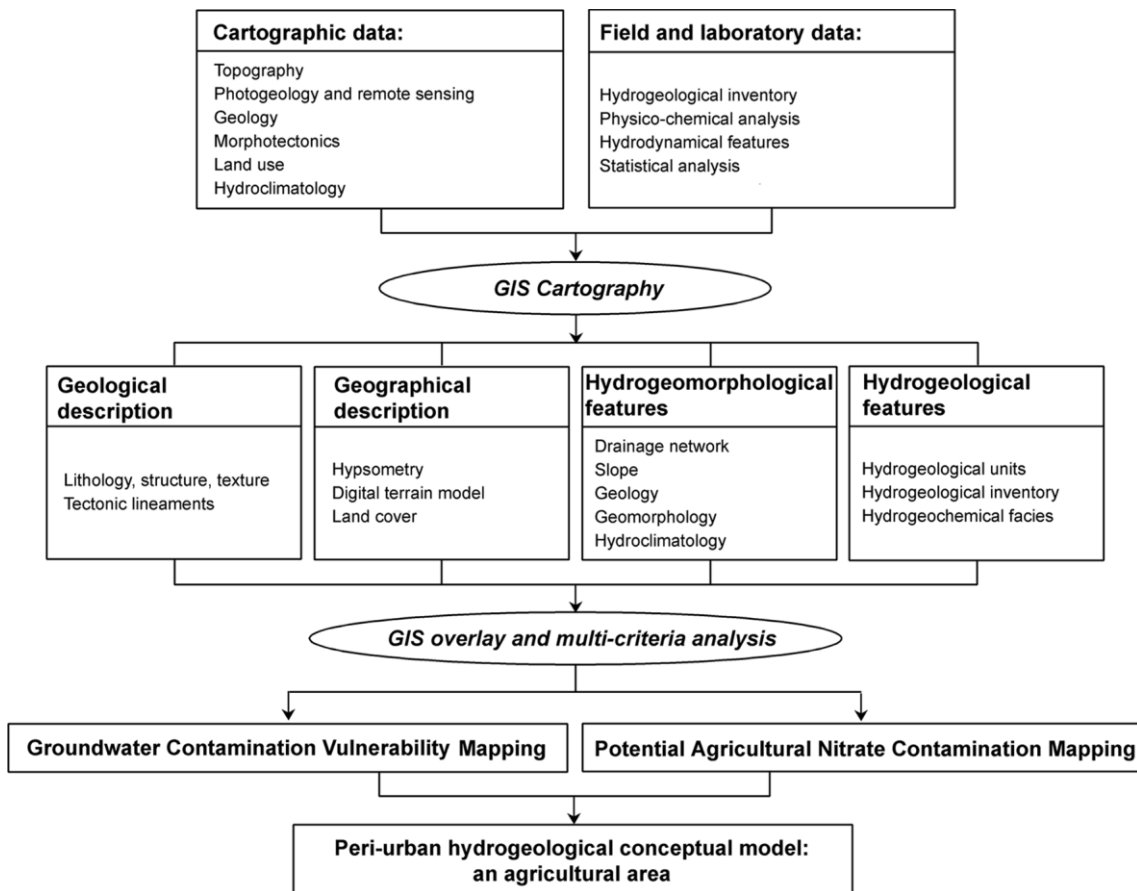 Cartographic data:
Topography
Photogeology and remote sensing
Geology
Morphotectonics
Land use
Hydroclimatology
Field and laboratory data:
Hydrogeological inventory
Physico-chemical analysis
Hydrodynamical features
Statistical analysis
GIS Cartography
Geological
description
Lithology, structure, texture
Tectonic lineaments
Geographical
description
Hypsometry
Digital terrain model
Land cover
Hydrogeomorphological
features
Drainage network
Slope
Geology
Geomorphology
Hydroclimatology
Hydrogeological
features
Hydrogeological units
Hydrogeological inventory
Hydrogeochemical facies
GIS overlay and multi-criteria analysis
Groundwater Contamination Vulnerability Mapping
Potential Agricultural Nitrate Contamination Mapping
Peri-urban hydrogeological conceptual model:
an agricultural area